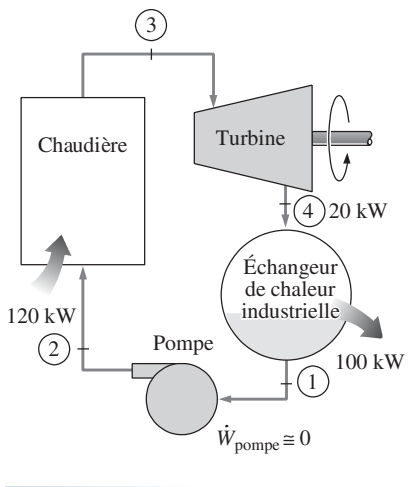 3
Chaudière
Turbine
4 20 kW
Échangeur
de chaleur
industrielle
120 kW
100 kW
2
Pompe
1
Ẇpompe ≅ 0